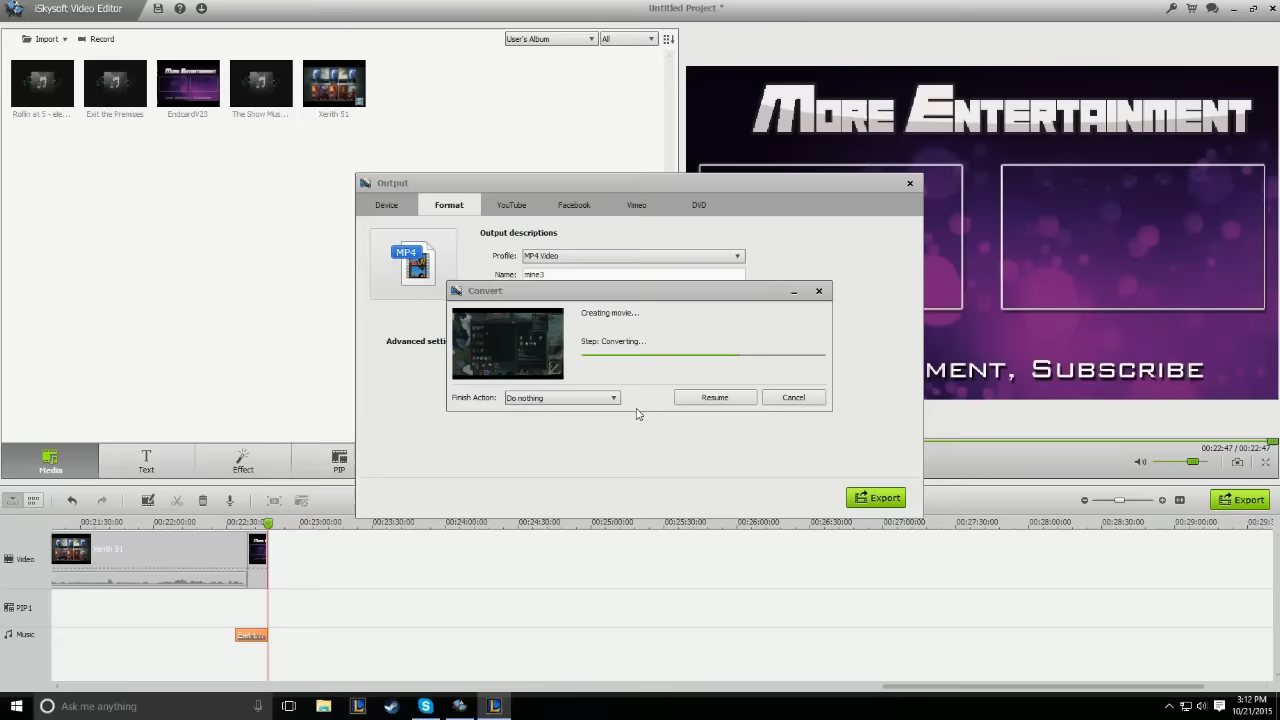 iSkysoft Video Editor
Untitled Project *
Import
Record
User's Album
All
Rollin at 5 - ele...
Exit the Premises
EndcardV23
The Show Mus...
Xerith 51
More Entertainment
MENT, Subscribe
Output
Device
Format
YouTube
Facebook
Vimeo
DVD
MP4
Output descriptions
Profile:
MP4 Video
Name:
mine3
Advanced setti
Convert
Creating movie...
Step: Converting...
Finish Action:
Do nothing
Resume
Cancel
Export
00:22:47 / 00:22:47
Media
Text
Effect
PIP
Export
00:21:30:00
00:22:00:00
00:22:30:00
00:23:00:00
00:23:30:00
00:24:00:00
00:24:30:00
00:25:00:00
00:25:30:00
00:26:00:00
00:26:30:00
00:27:00:00
00:27:30:00
00:28:00:00
00:28:30:00
00:29:00:00
00:29:3
Video
Xerith 51
PIP1
Music
Ask me anything
3:12 PM
10/21/2015